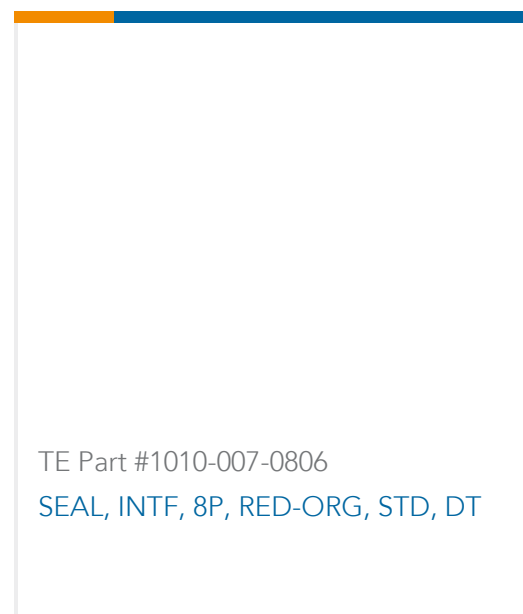 TE Part #1010-007-0806
SEAL, INTF, 8P, RED-ORG, STD, DT